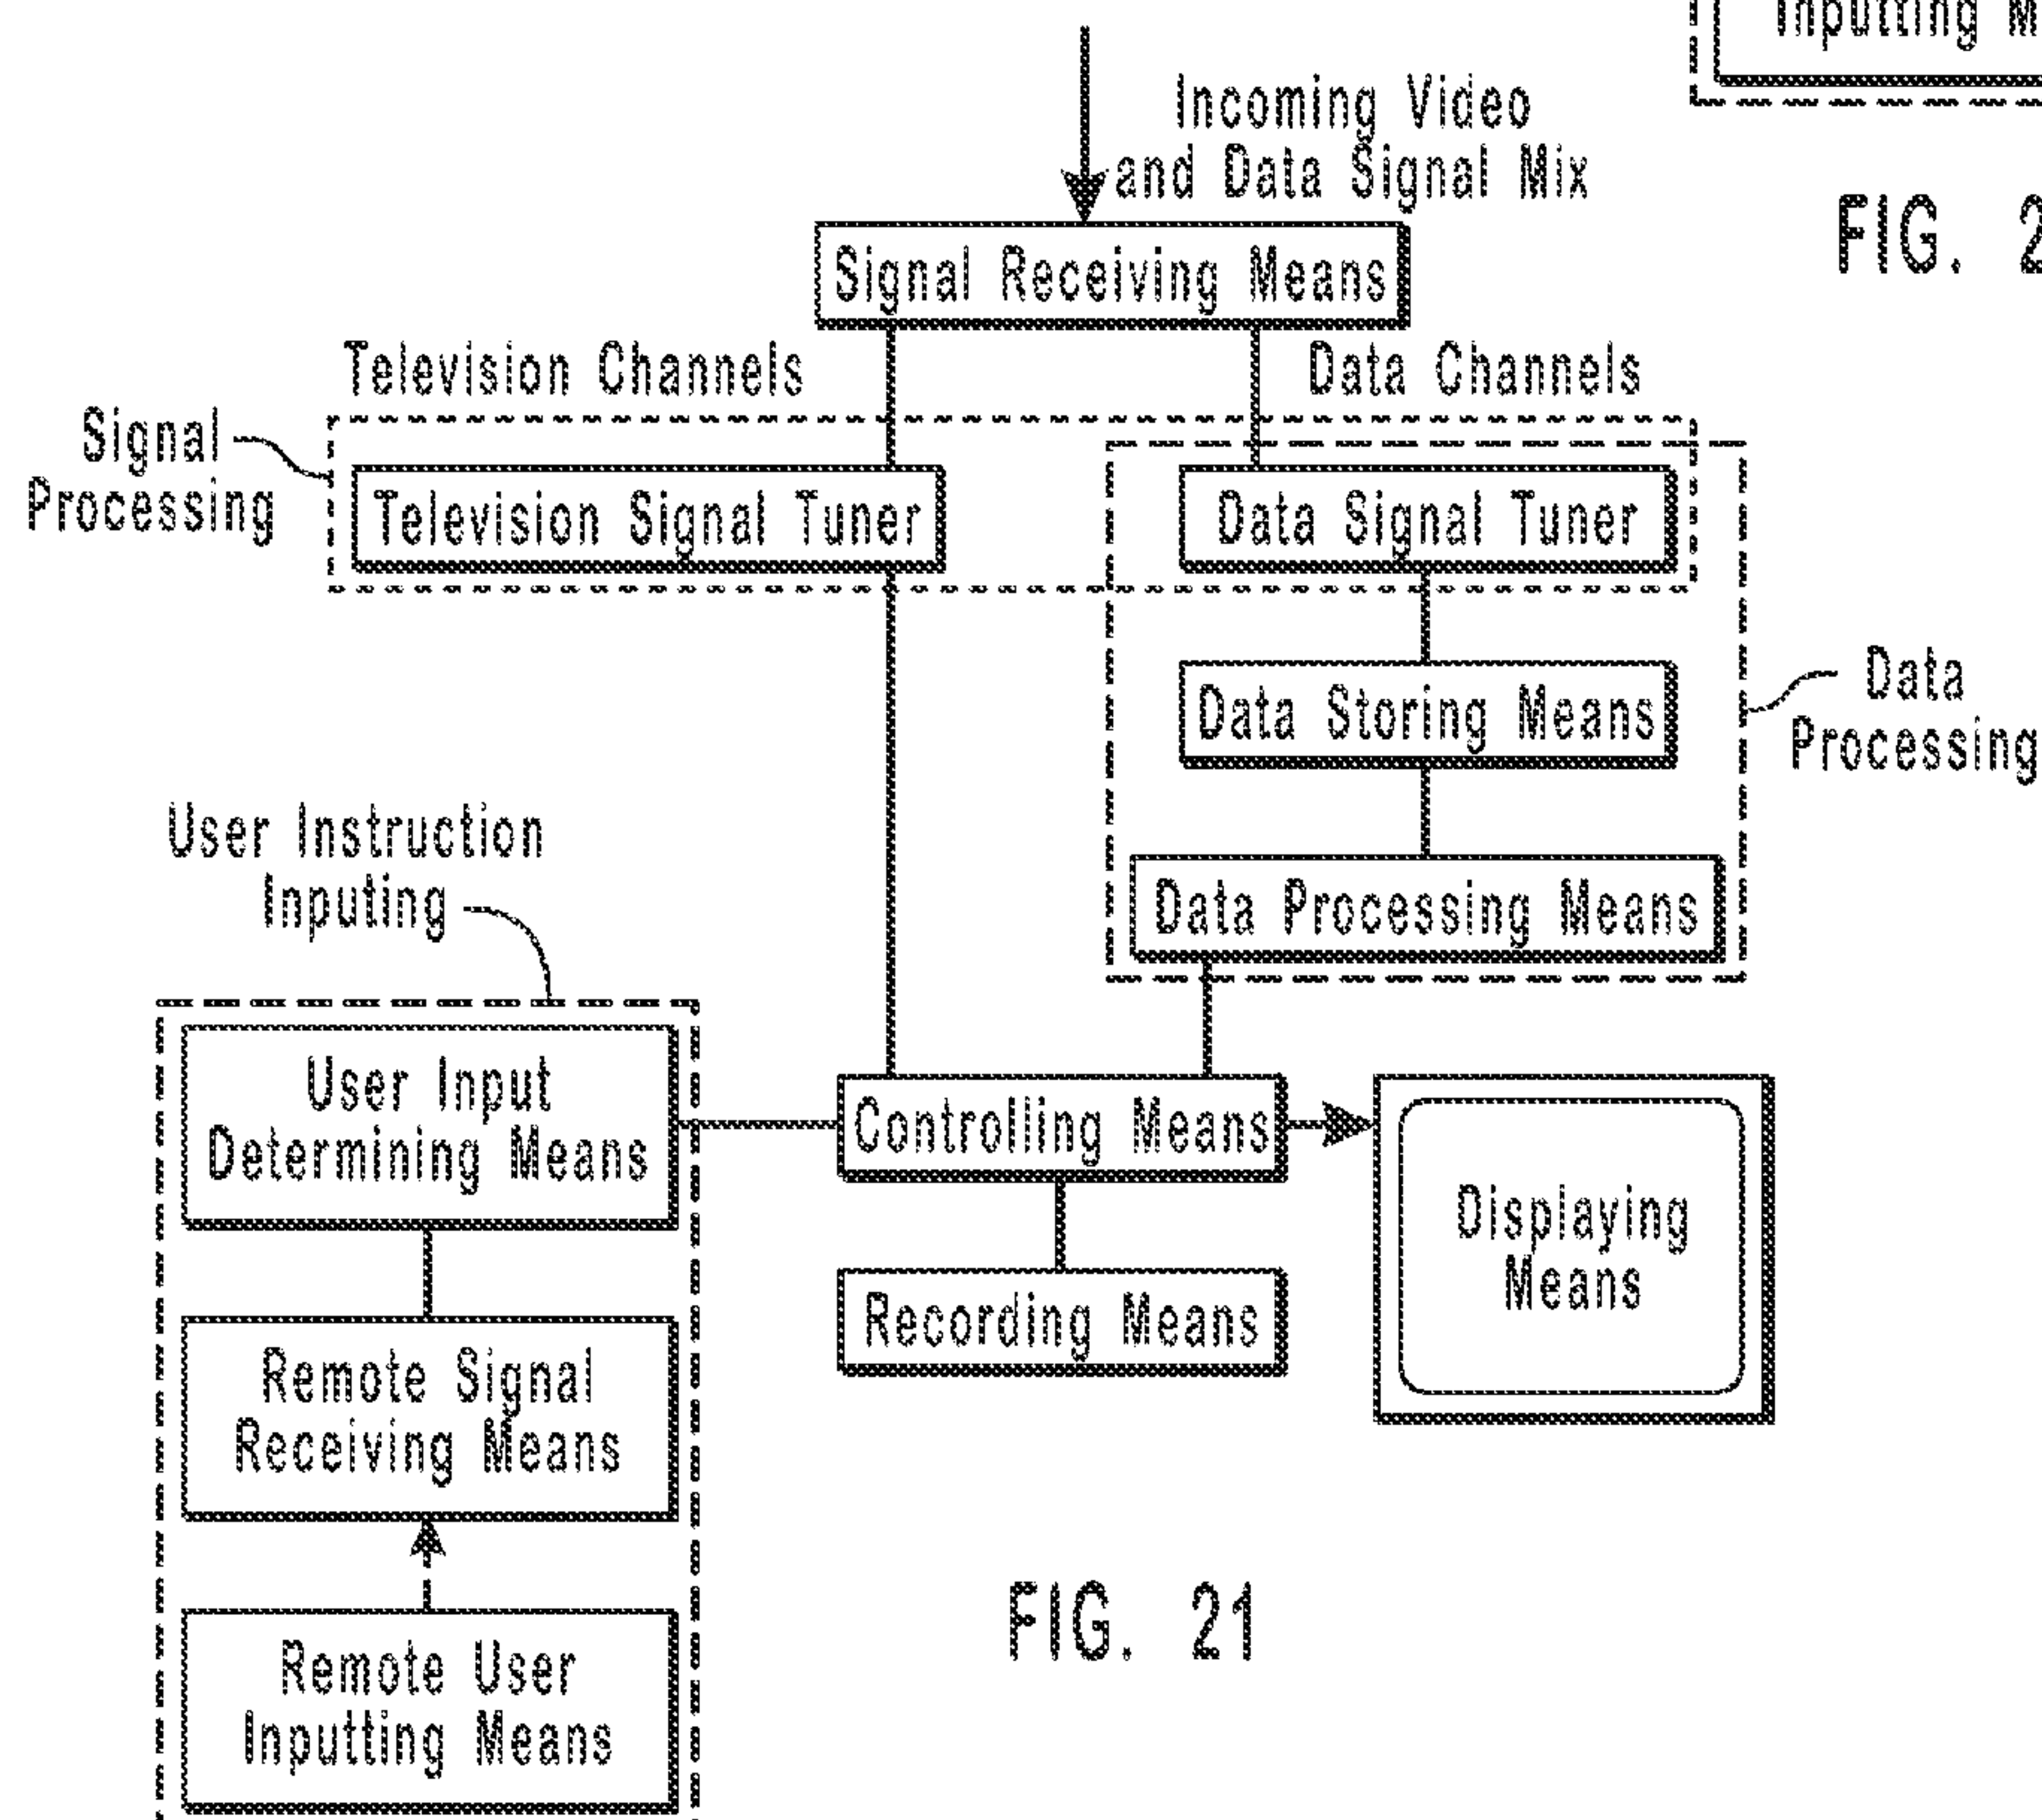 Inputting
FIG. 2
Incoming Video
and Data Signal Mix
Signal Receiving Means
Television Channels
Data Channels
Signal
Processing
Television Signal Tuner
Data Signal Tuner
Data Storing Means
Data
Processing
Data Processing Means
User Instruction
Inputing
User Input
Determining Means
Controlling Means
Displaying
Means
Recording Means
Remote Signal
Receiving Means
Remote User
Inputting Means
FIG. 21